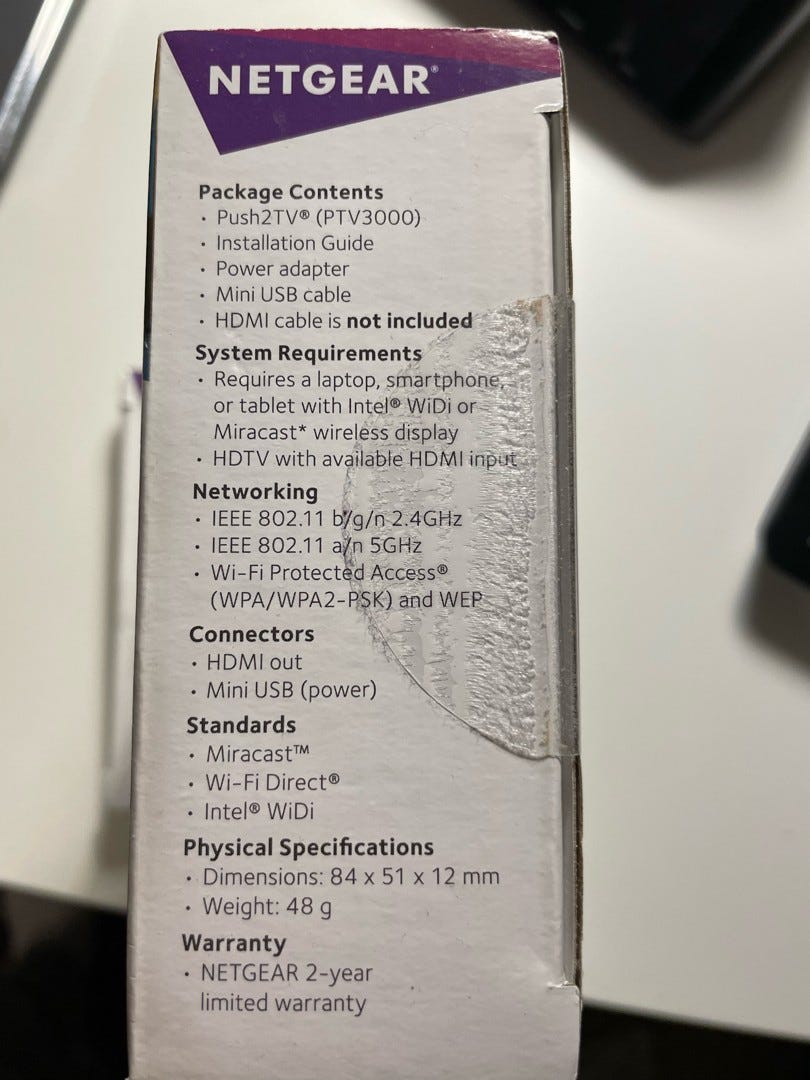 NETGEAR®
Package Contents
• Push2TV® (PTV3000)
• Installation Guide
• Power adapter
• Mini USB cable
• HDMI cable is not included
System Requirements
• Requires a laptop, smartphone,
or tablet with Intel® WiDi or
Miracast* wireless display
• HDTV with available HDMI input
Networking
• IEEE 802.11 b/g/n 2.4GHz
• IEEE 802.11 a/n 5GHz
• Wi-Fi Protected Access®
(WPA/WPA2-PSK) and WEP
Connectors
• HDMI out
• Mini USB (power)
Standards
• Miracast™
• Wi-Fi Direct®
• Intel® WiDi
Physical Specifications
• Dimensions: 84 x 51 x 12 mm
• Weight: 48 g
Warranty
• NETGEAR 2-year
limited warranty